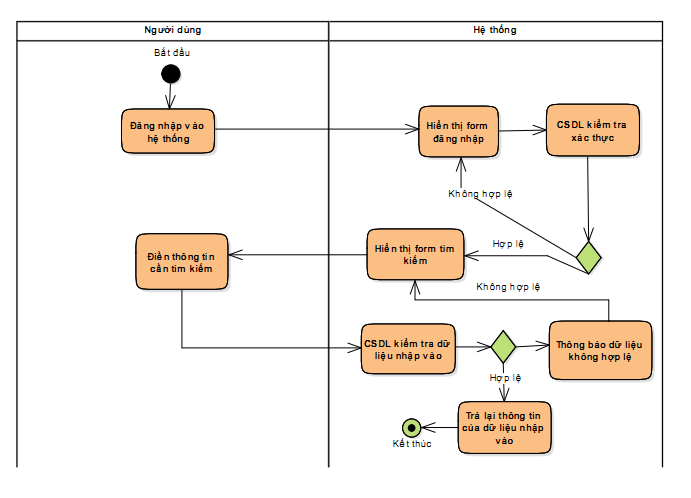 Người dùng
Hệ thống
Bắt đầu
Đăng nhập vào
hệ thống
Hiển thị form
đăng nhập
CSDL kiểm tra
xác thực
Không hợp lệ
Hợp lệ
Điền thông tin
cần tìm kiếm
Hiển thị form tìm
kiếm
Không hợp lệ
CSDL kiểm tra dữ
liệu nhập vào
Thông báo dữ liệu
không hợp lệ
Hợp lệ
Trả lại thông tin
của dữ liệu nhập
vào
Kết thúc